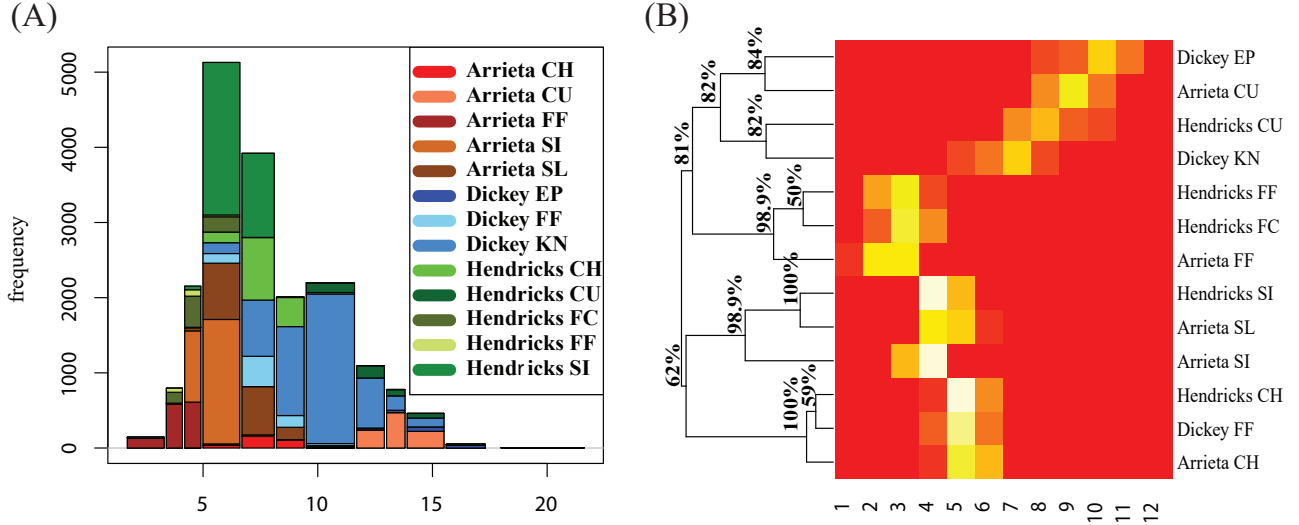 (A)
frequency
5000
4000
3000
2000
1000
0
5
10
15
20
Arrieta CH
Arrieta CU
Arrieta FF
Arrieta SI
Arrieta SL
Dickey EP
Dickey FF
Dickey KN
Hendricks CH
Hendricks CU
Hendricks FC
Hendricks FF
Hendricks SI
(B)
84%
82%
82%
81%
50%
98.9%
100%
98.9%
62%
59%
100%
Dickey EP
Arrieta CU
Hendricks CU
Dickey KN
Hendricks FF
Hendricks FC
Arrieta FF
Hendricks SI
Arrieta SL
Arrieta SI
Hendricks CH
Dickey FF
Arrieta CH
1 2 3 4 5 6 7 8 9 10 11 12